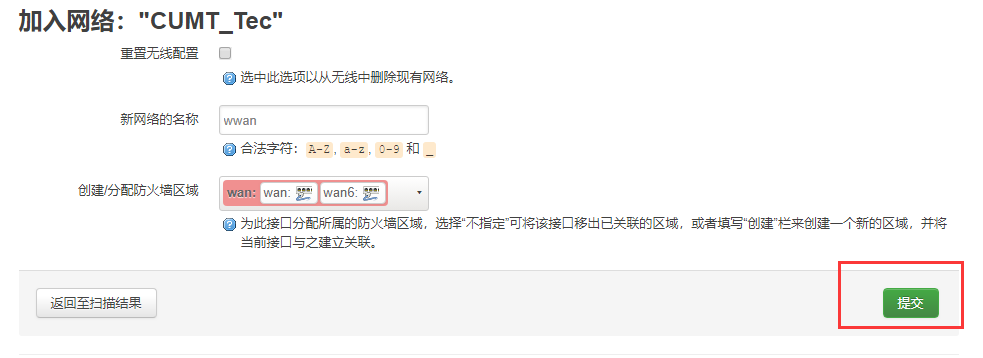 加入网络："CUMT_Tec"
重置无线配置
选中此选项以从无线中删除现有网络。
新网络的名称 wwan
合法字符： A-Z, a-z, 0-9 和 _
创建/分配防火墙区域 wan: wan: wan6:
为此接口分配所属的防火墙区域，选择“不指定”可将该接口移出已关联的区域，或者填写“创建”栏来创建一个新的区域，并将
当前接口与之建立关联。
返回至扫描结果 提交